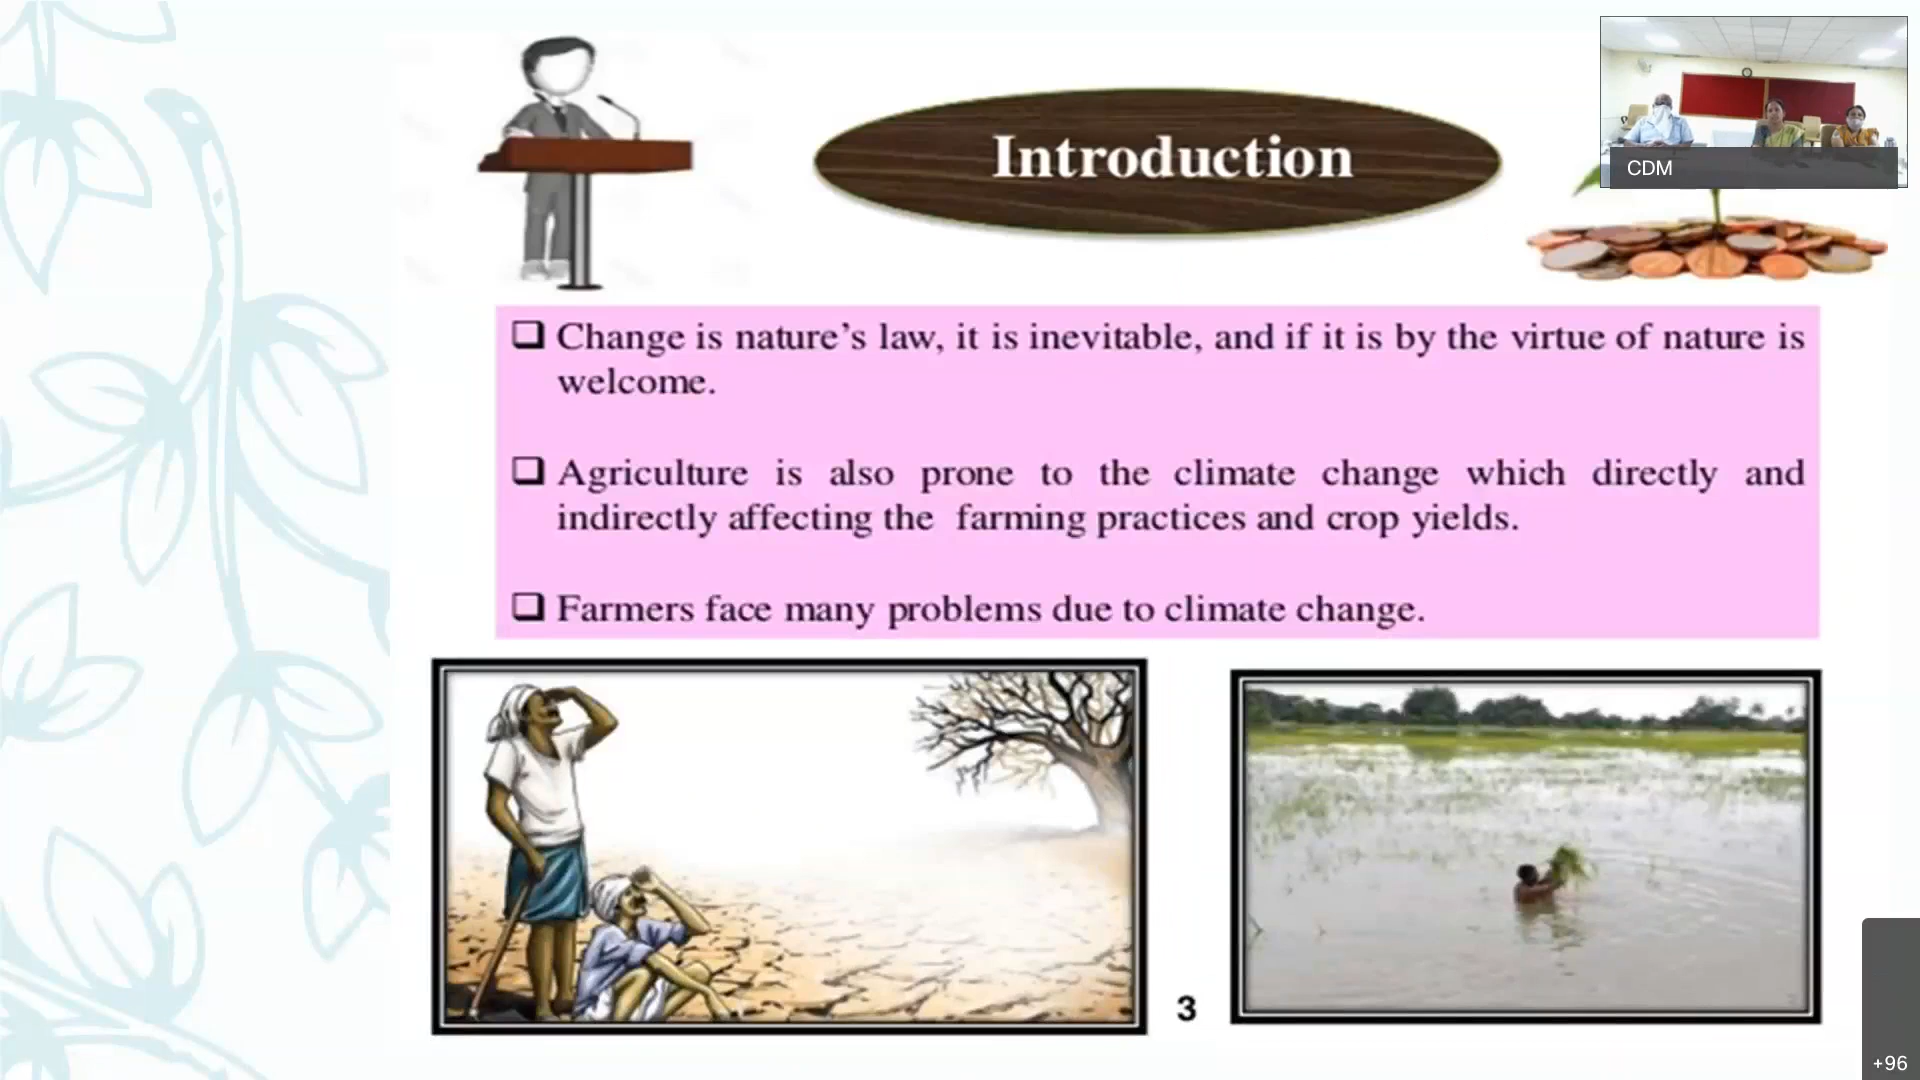 Introduction
CDM
❑ Change is nature's law, it is inevitable, and if it is by the virtue of nature is
welcome.
❑ Agriculture is also prone to the climate change which directly and
indirectly affecting the farming practices and crop yields.
❑ Farmers face many problems due to climate change.
3
+96